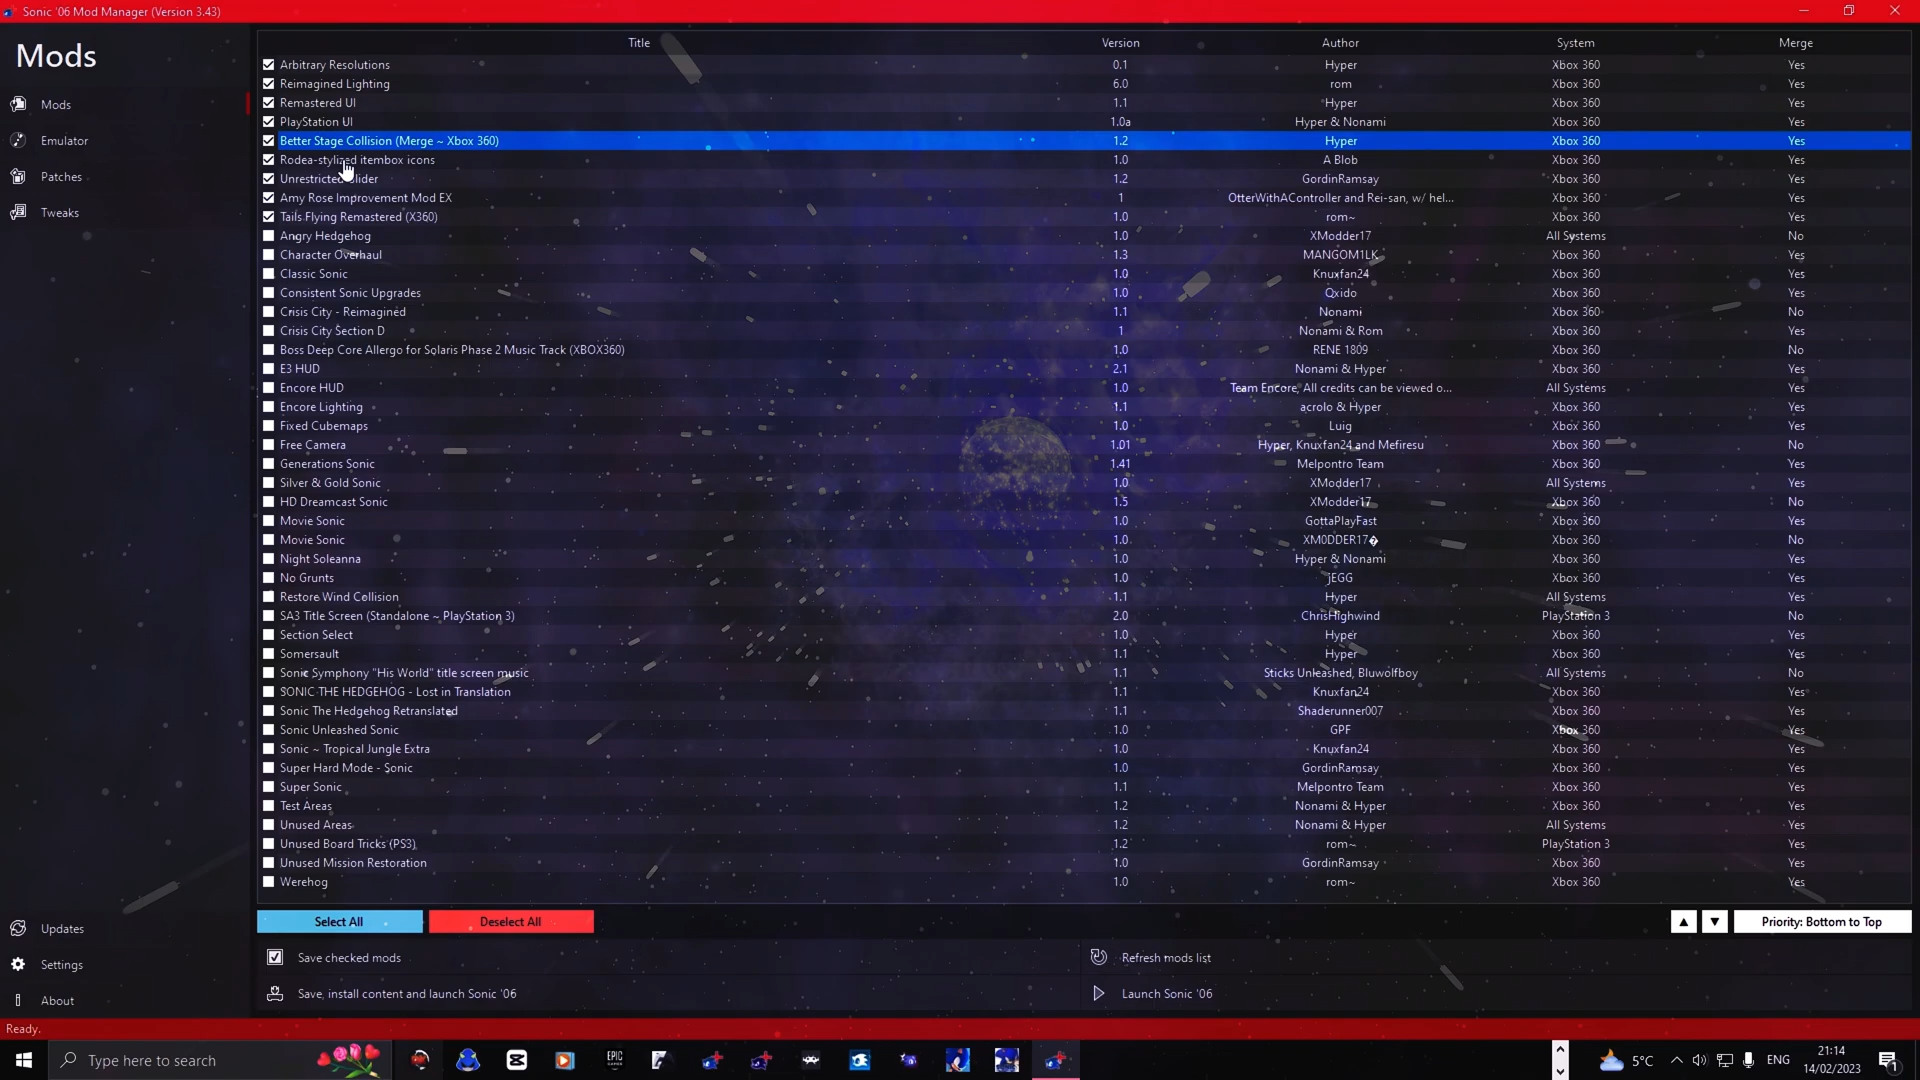 Sonic '06 Mod Manager (Version 3.43)
Mods
Mods
Emulator
Patches
Tweaks
Updates
Settings
About
Title Version Author System Merge
Arbitrary Resolutions 0.1 Hyper Xbox 360 Yes
Reimagined Lighting 6.0 rom Xbox 360 Yes
Remastered UI 1.1 Hyper Xbox 360 Yes
PlayStation UI 1.0a Hyper & Nonami Xbox 360 Yes
Better Stage Collision (Merge ~ Xbox 360) 1.2 Hyper Xbox 360 Yes
Rodea-stylized itembox icons 1.0 A Blob Xbox 360 Yes
Unrestricted 1.2 GordinRamsay Xbox 360 Yes
Amy Rose Improvement Mod EX 1 OtterWithAController and Rei-san, w/ hel... Xbox 360 Yes
Tails Flying Remastered (X360) 1.0 rom~ Xbox 360 Yes
Angry Hedgehog 1.0 XModder17 All Systems No
Character Overhaul 1.3 MANGOM1LK Xbox 360 Yes
Classic Sonic 1.0 Knuxfan24 Xbox 360 Yes
Consistent Sonic Upgrades 1.0 Qxido Xbox 360 Yes
Crisis City - Reimagined 1.1 Nonami Xbox 360 No
Crisis City Section D 1 Nonami & Rom Xbox 360 Yes
Boss Deep Core Allergo for Solaris Phase 2 Music Track (XBOX360) 1.0 RENE 1809 Xbox 360 No
E3 HUD 2.1 Nonami & Hyper Xbox 360 Yes
Encore HUD 1.0 Team Encore, All credits can be viewed o... All Systems Yes
Encore Lighting 1.1 acrolo & Hyper Xbox 360 Yes
Fixed Cubemaps 1.0 Luig Xbox 360 Yes
Free Camera 1.01 Hyper, Knuxfan24 and Mefiresu Xbox 360 No
Generations Sonic 1.41 Melpontro Team Xbox 360 Yes
Silver & Gold Sonic 1.0 XModder17 All Systems Yes
HD Dreamcast Sonic 1.5 XModder17 Xbox 360 No
Movie Sonic 1.0 GottaPlayFast Xbox 360 Yes
Movie Sonic 1.0 XM0DDER17� Xbox 360 No
Night Soleanna 1.0 Hyper & Nonami Xbox 360 Yes
No Grunts 1.0 jEGG Xbox 360 Yes
Restore Wind Collision 1.1 Hyper All Systems Yes
SA3 Title Screen (Standalone ~ PlayStation 3) 2.0 ChrisHighwind PlayStation 3 No
Section Select 1.0 Hyper Xbox 360 Yes
Somersault 1.1 Hyper Xbox 360 Yes
Sonic Symphony "His World" title screen music 1.1 Sticks Unleashed, Bluwolfboy All Systems No
SONIC THE HEDGEHOG - Lost in Translation 1.1 Knuxfan24 Xbox 360 Yes
Sonic The Hedgehog Retranslated 1.1 Shaderunner007 Xbox 360 Yes
Sonic Unleashed Sonic 1.0 GPF Xbox 360 Yes
Sonic ~ Tropical Jungle Extra 1.0 Knuxfan24 Xbox 360 Yes
Super Hard Mode - Sonic 1.0 GordinRamsay Xbox 360 Yes
Super Sonic 1.1 Melpontro Team Xbox 360 Yes
Test Areas 1.2 Nonami & Hyper Xbox 360 Yes
Unused Areas 1.2 Nonami & Hyper All Systems Yes
Unused Board Tricks (PS3) 1.2 rom~ PlayStation 3 Yes
Unused Mission Restoration 1.0 GordinRamsay Xbox 360 Yes
Werehog 1.0 rom~ Xbox 360 Yes
Select All Deselect All Priority: Bottom to Top
Save checked mods Refresh mods list
Save, install content and launch Sonic '06 Launch Sonic '06
Ready.
Type here to search EPIC GAMES 5°C ENG 21:14
14/02/2023 1